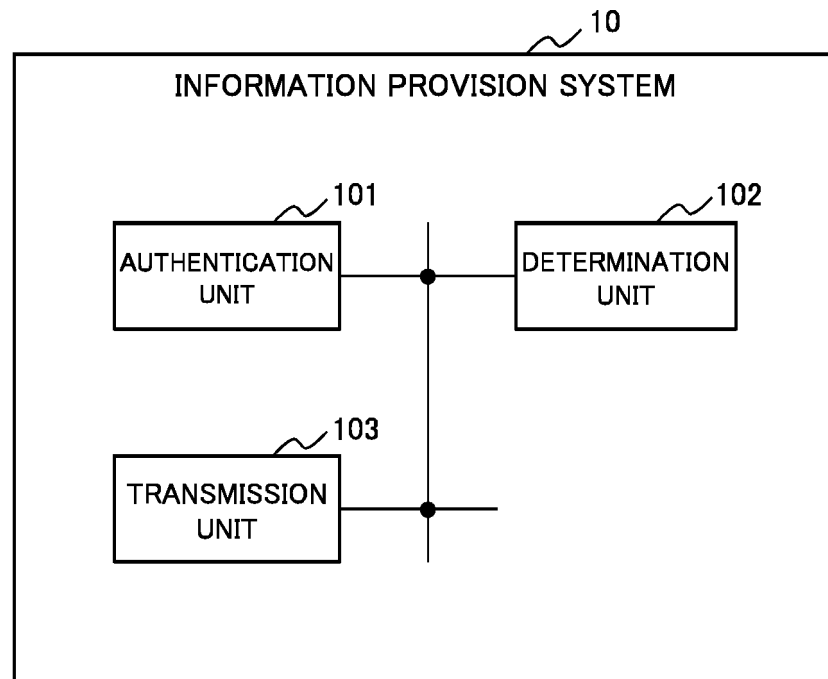 10
INFORMATION PROVISION SYSTEM
101
AUTHENTICATION
UNIT
102
DETERMINATION
UNIT
103
TRANSMISSION
UNIT